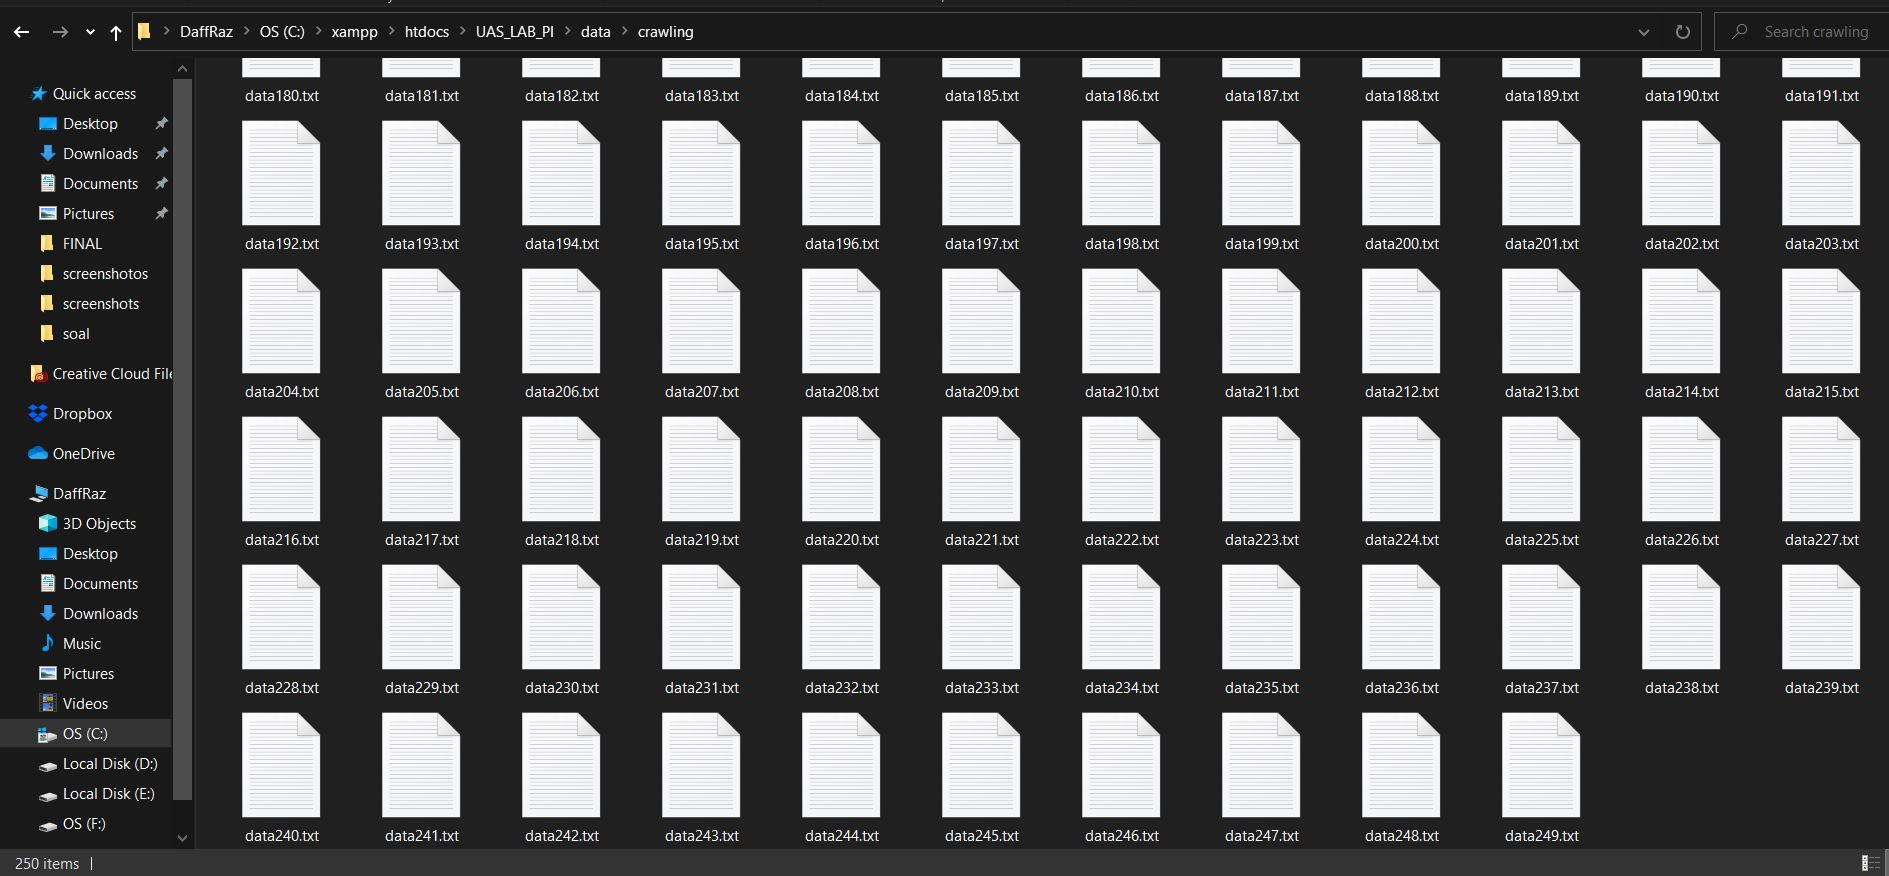 DaffRaz > OS (C:) > xampp > htdocs > UAS_LAB_PI > data > crawling
Search crawling
Quick access
Desktop
Downloads
Documents
Pictures
FINAL
screenshotos
screenshots
soal
Creative Cloud File
Dropbox
OneDrive
DaffRaz
3D Objects
Desktop
Documents
Downloads
Music
Pictures
Videos
OS (C:)
Local Disk (D:)
Local Disk (E:)
OS (F:)
data180.txt data181.txt data182.txt data183.txt data184.txt data185.txt data186.txt data187.txt data188.txt data189.txt data190.txt data191.txt
data192.txt data193.txt data194.txt data195.txt data196.txt data197.txt data198.txt data199.txt data200.txt data201.txt data202.txt data203.txt
data204.txt data205.txt data206.txt data207.txt data208.txt data209.txt data210.txt data211.txt data212.txt data213.txt data214.txt data215.txt
data216.txt data217.txt data218.txt data219.txt data220.txt data221.txt data222.txt data223.txt data224.txt data225.txt data226.txt data227.txt
data228.txt data229.txt data230.txt data231.txt data232.txt data233.txt data234.txt data235.txt data236.txt data237.txt data238.txt data239.txt
data240.txt data241.txt data242.txt data243.txt data244.txt data245.txt data246.txt data247.txt data248.txt data249.txt
250 items